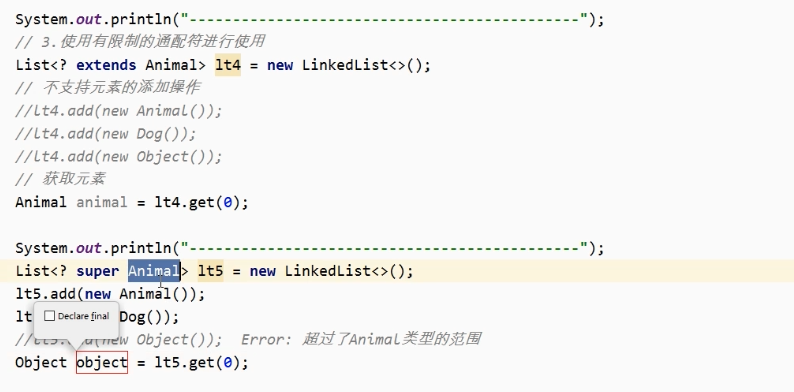 System.out.println("---------------------------------------------");
// 3.使用有限制的通配符进行使用
List<? extends Animal> lt4 = new LinkedList<>();
// 不支持元素的添加操作
//lt4.add(new Animal());
//lt4.add(new Dog());
//lt4.add(new Object());
// 获取元素
Animal animal = lt4.get(0);
System.out.println("---------------------------------------------");
List<? super Animal> lt5 = new LinkedList<>();
lt5.add(new Animal());
lt Dog());
Declare final
//lt5.add(new Object()); Error: 超过了Animal类型的范围
Object object = lt5.get(0);